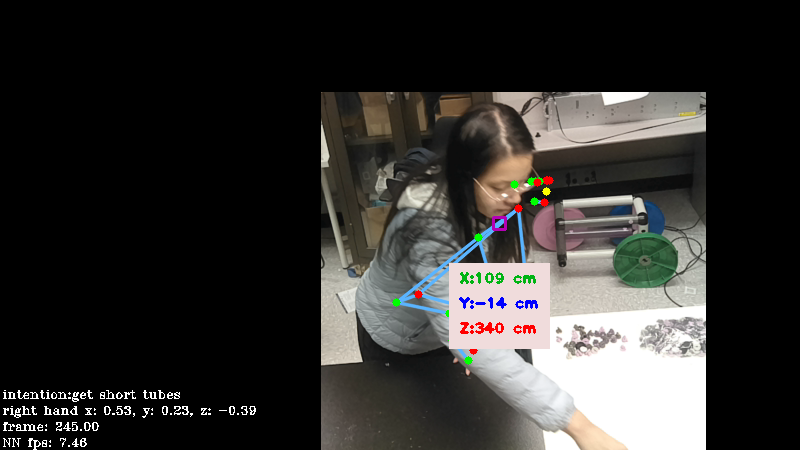 X:109 cm
Y:-14 cm
Z:340 cm
intention:get short tubes
right hand x: 0.53, y: 0.23, z: -0.39
frame: 245.00
NN fps: 7.46